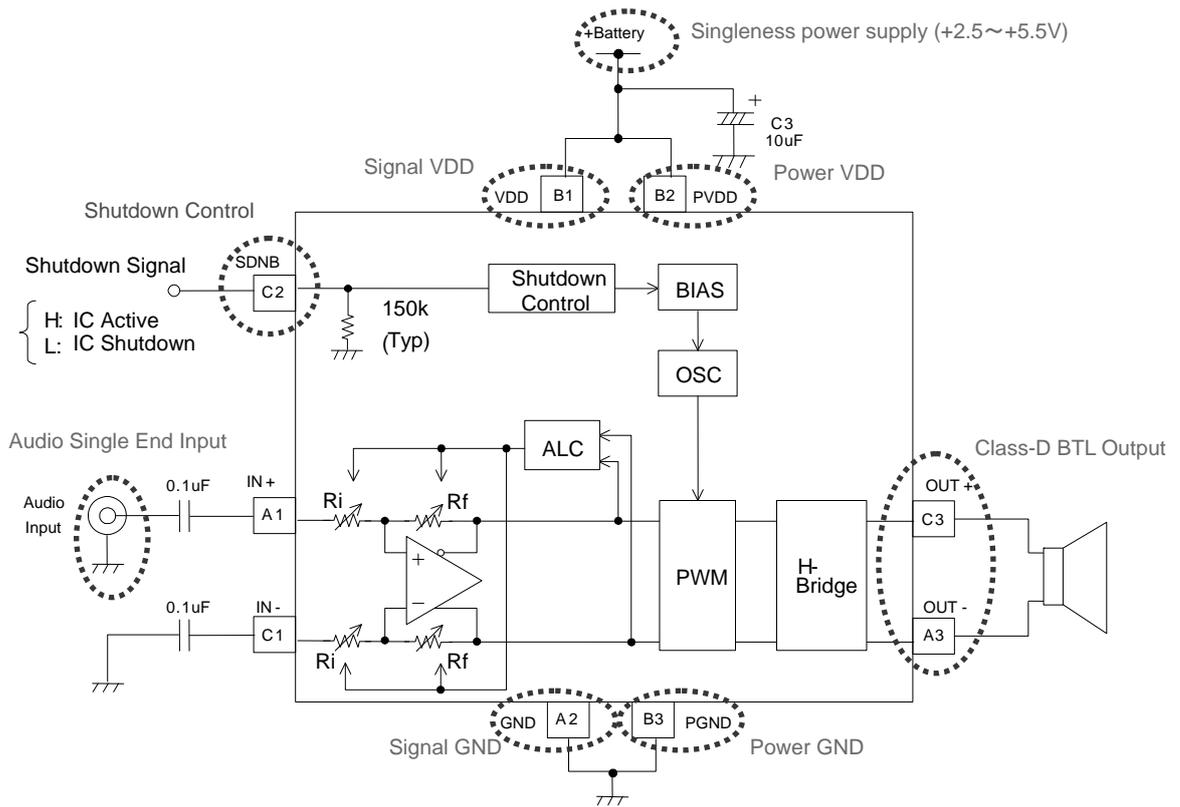 +Battery
Singleness power supply (+2.5～+5.5V)
+
C3
10uF
Signal VDD
Power VDD
VDD
B1
B2
PVDD
Shutdown Control
SDNB
Shutdown Signal
C2
H: IC Active
L: IC Shutdown
150k
(Typ)
Shutdown
Control
BIAS
OSC
ALC
Audio Single End Input
Class-D BTL Output
Audio
Input
0.1uF
IN +
A1
Ri
Rf
+
−
PWM
H-
Bridge
OUT +
C3
OUT -
A3
0.1uF
IN -
C1
Ri
Rf
GND
A2
B3
PGND
Signal GND
Power GND